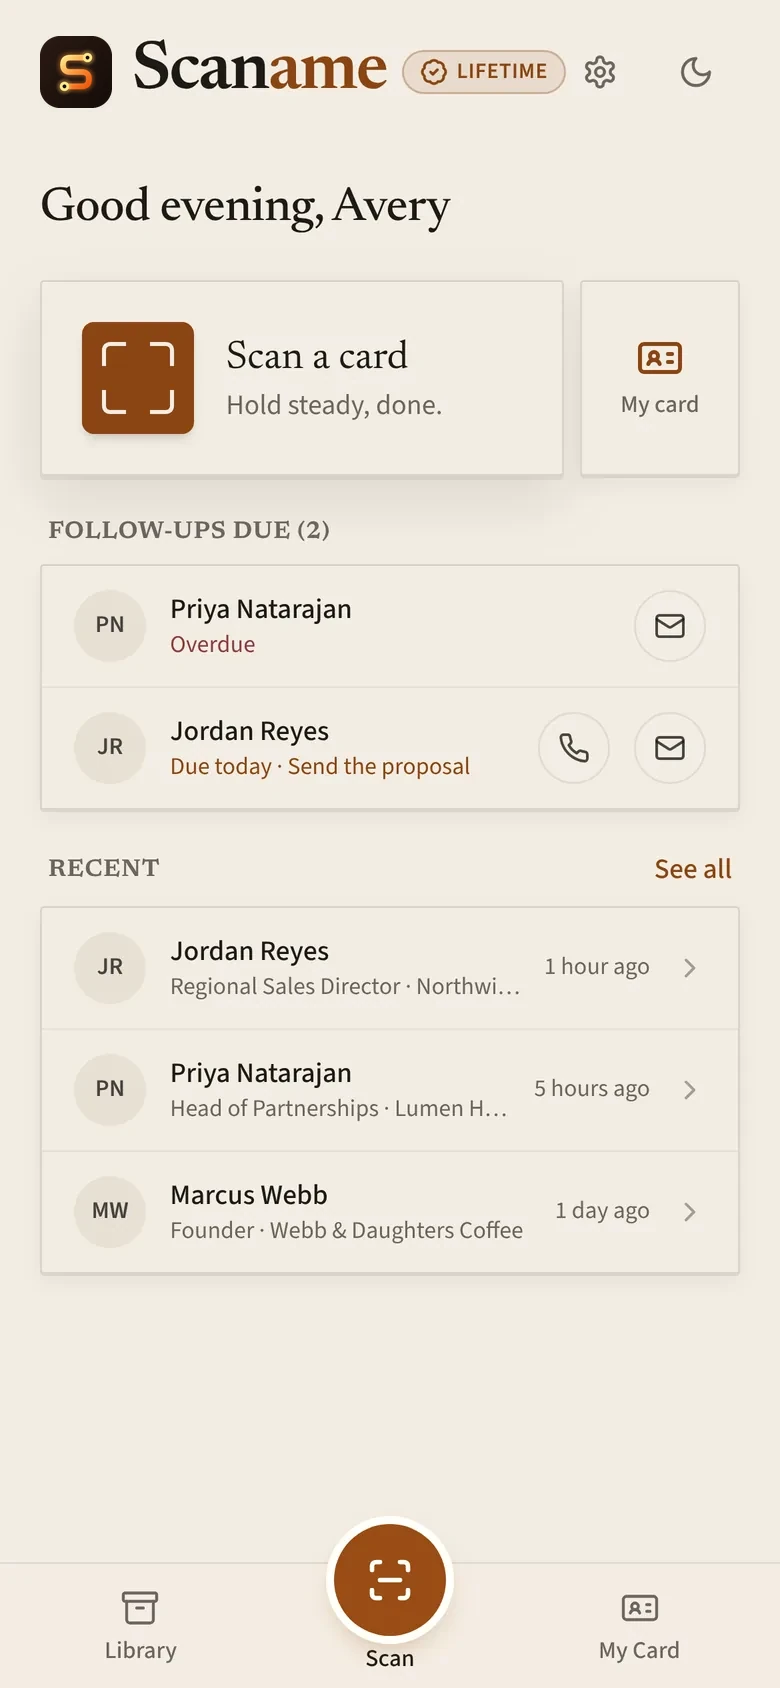 Scaname
LIFETIME
Good evening, Avery
Scan a card
Hold steady, done.
My card
FOLLOW-UPS DUE (2)
PN
Priya Natarajan
Overdue
JR
Jordan Reyes
Due today · Send the proposal
RECENT
See all
JR
Jordan Reyes
Regional Sales Director · Northwi...
1 hour ago
PN
Priya Natarajan
Head of Partnerships · Lumen H...
5 hours ago
MW
Marcus Webb
Founder · Webb & Daughters Coffee
1 day ago
Library
Scan
My Card